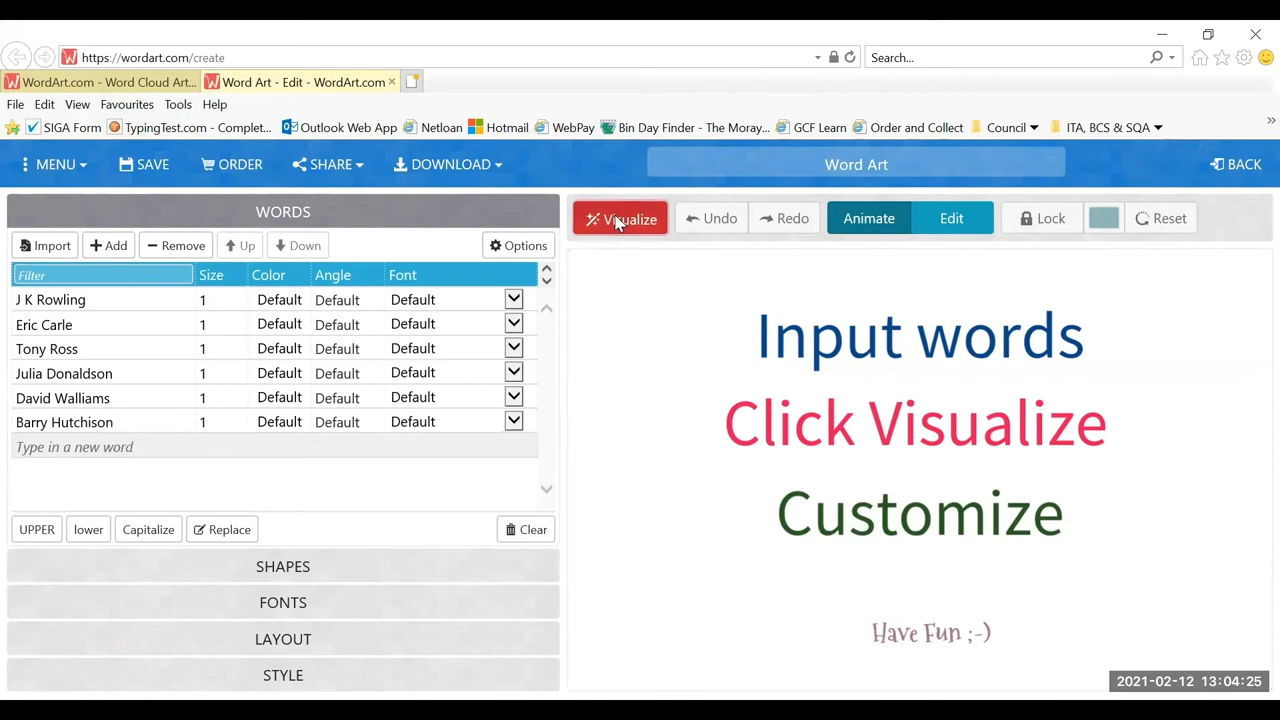 https://wordart.com/create
Search...
WordArt.com - Word Cloud Art...
Word Art - Edit - WordArt.com
File Edit View Favourites Tools Help
SIGA Form TypingTest.com - Complet... Outlook Web App Netloan Hotmail WebPay Bin Day Finder - The Moray... GCF Learn Order and Collect Council ITA, BCS & SQA
MENU SAVE ORDER SHARE DOWNLOAD Word Art BACK
WORDS
Visualize Undo Redo Animate Edit Lock Reset
Import Add Remove Up Down Options
Filter Size Color Angle Font
J K Rowling 1 Default Default Default
Eric Carle 1 Default Default Default
Tony Ross 1 Default Default Default
Julia Donaldson 1 Default Default Default
David Walliams 1 Default Default Default
Barry Hutchison 1 Default Default Default
Type in a new word
UPPER lower Capitalize Replace Clear
SHAPES
FONTS
LAYOUT
STYLE
Input words
Click Visualize
Customize
Have Fun ;-)
2021-02-12 13:04:25